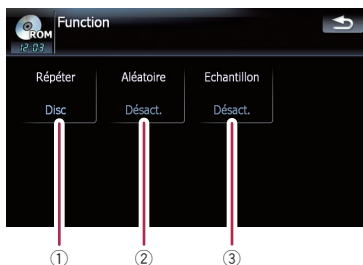 Function
ROM
12:03
Répéter Aléatoire Echantillon
Disc Désact. Désact.
① ② ③